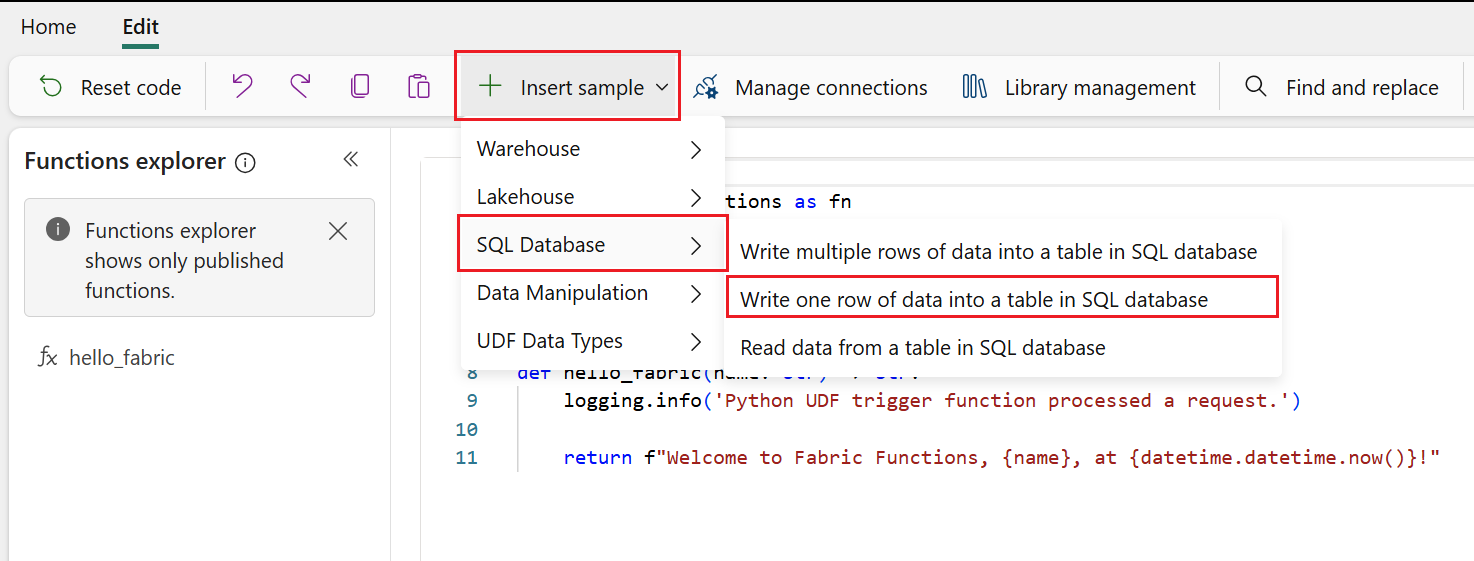 Home Edit
Reset code Insert sample Manage connections Library management Find and replace
Functions explorer
Functions explorer
shows only published
functions.
hello_fabric
Warehouse
Lakehouse
SQL Database
Data Manipulation
UDF Data Types
Write multiple rows of data into a table in SQL database
Write one row of data into a table in SQL database
Read data from a table in SQL database
tions as fn
8 def hello_fabric(name: str) -> str:
9 logging.info('Python UDF trigger function processed a request.')
10
11 return f"Welcome to Fabric Functions, {name}, at {datetime.datetime.now()}!"